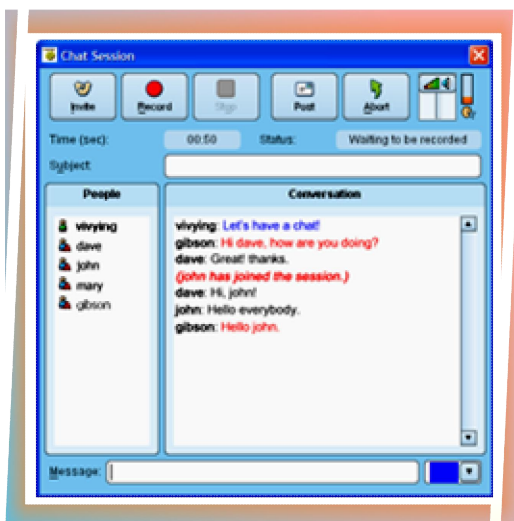 Chat Session
Invite Record Stop Post Abort
Time (sec): 00:50 Status: Waiting to be recorded
Subject
People
vivying
dave
john
mary
gibson
Conversation
vivying: Let's have a chat!
gibson: Hi dave, how are you doing?
dave: Great! thanks.
(john has joined the session.)
dave: Hi, john!
john: Hello everybody.
gibson: Hello john.
Message: